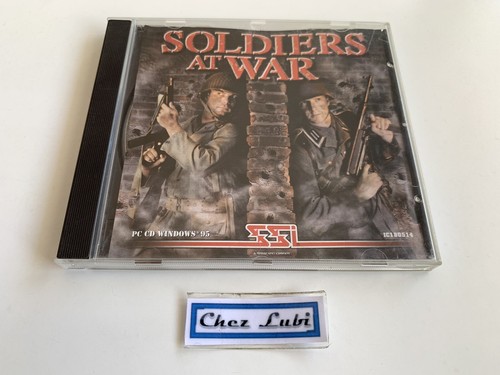 SOLDIERS
AT WAR
PC CD WINDOWS® 95
SSI
Chez Lubi